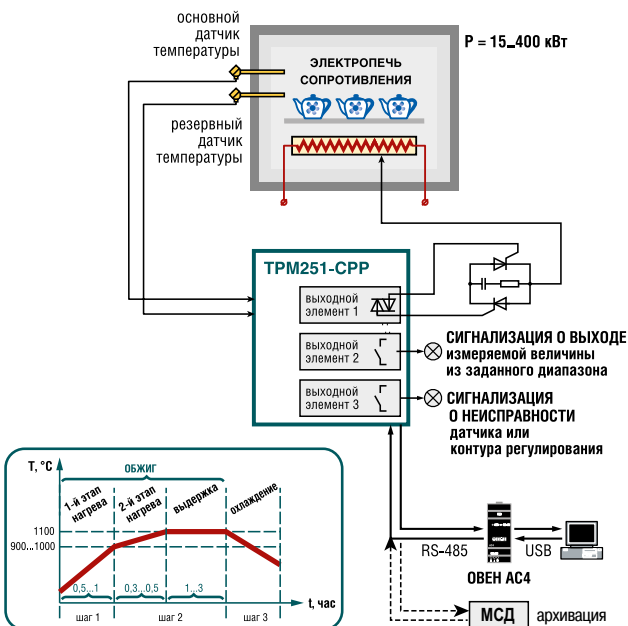 основной
датчик
температуры
ЭЛЕКТРОПЕЧЬ
СОПРОТИВЛЕНИЯ
P = 15...400 кВт
резервный
датчик
температуры
ТРМ251-СРР
выходной
элемент 1
выходной
элемент 2
выходной
элемент 3
СИГНАЛИЗАЦИЯ О ВЫХОДЕ
измеряемой величины
из заданного диапазона
СИГНАЛИЗАЦИЯ
О НЕИСПРАВНОСТИ
датчика или
контура регулирования
T, °C
ОБЖИГ
1-й этап
нагрева
2-й этап
нагрева
выдержка
охлаждение
1100
900...1000
0,5...1
0,3...0,5
1...3
t, час
шаг 1
шаг 2
шаг 3
RS-485
USB
ОВЕН АС4
МСД
архивация